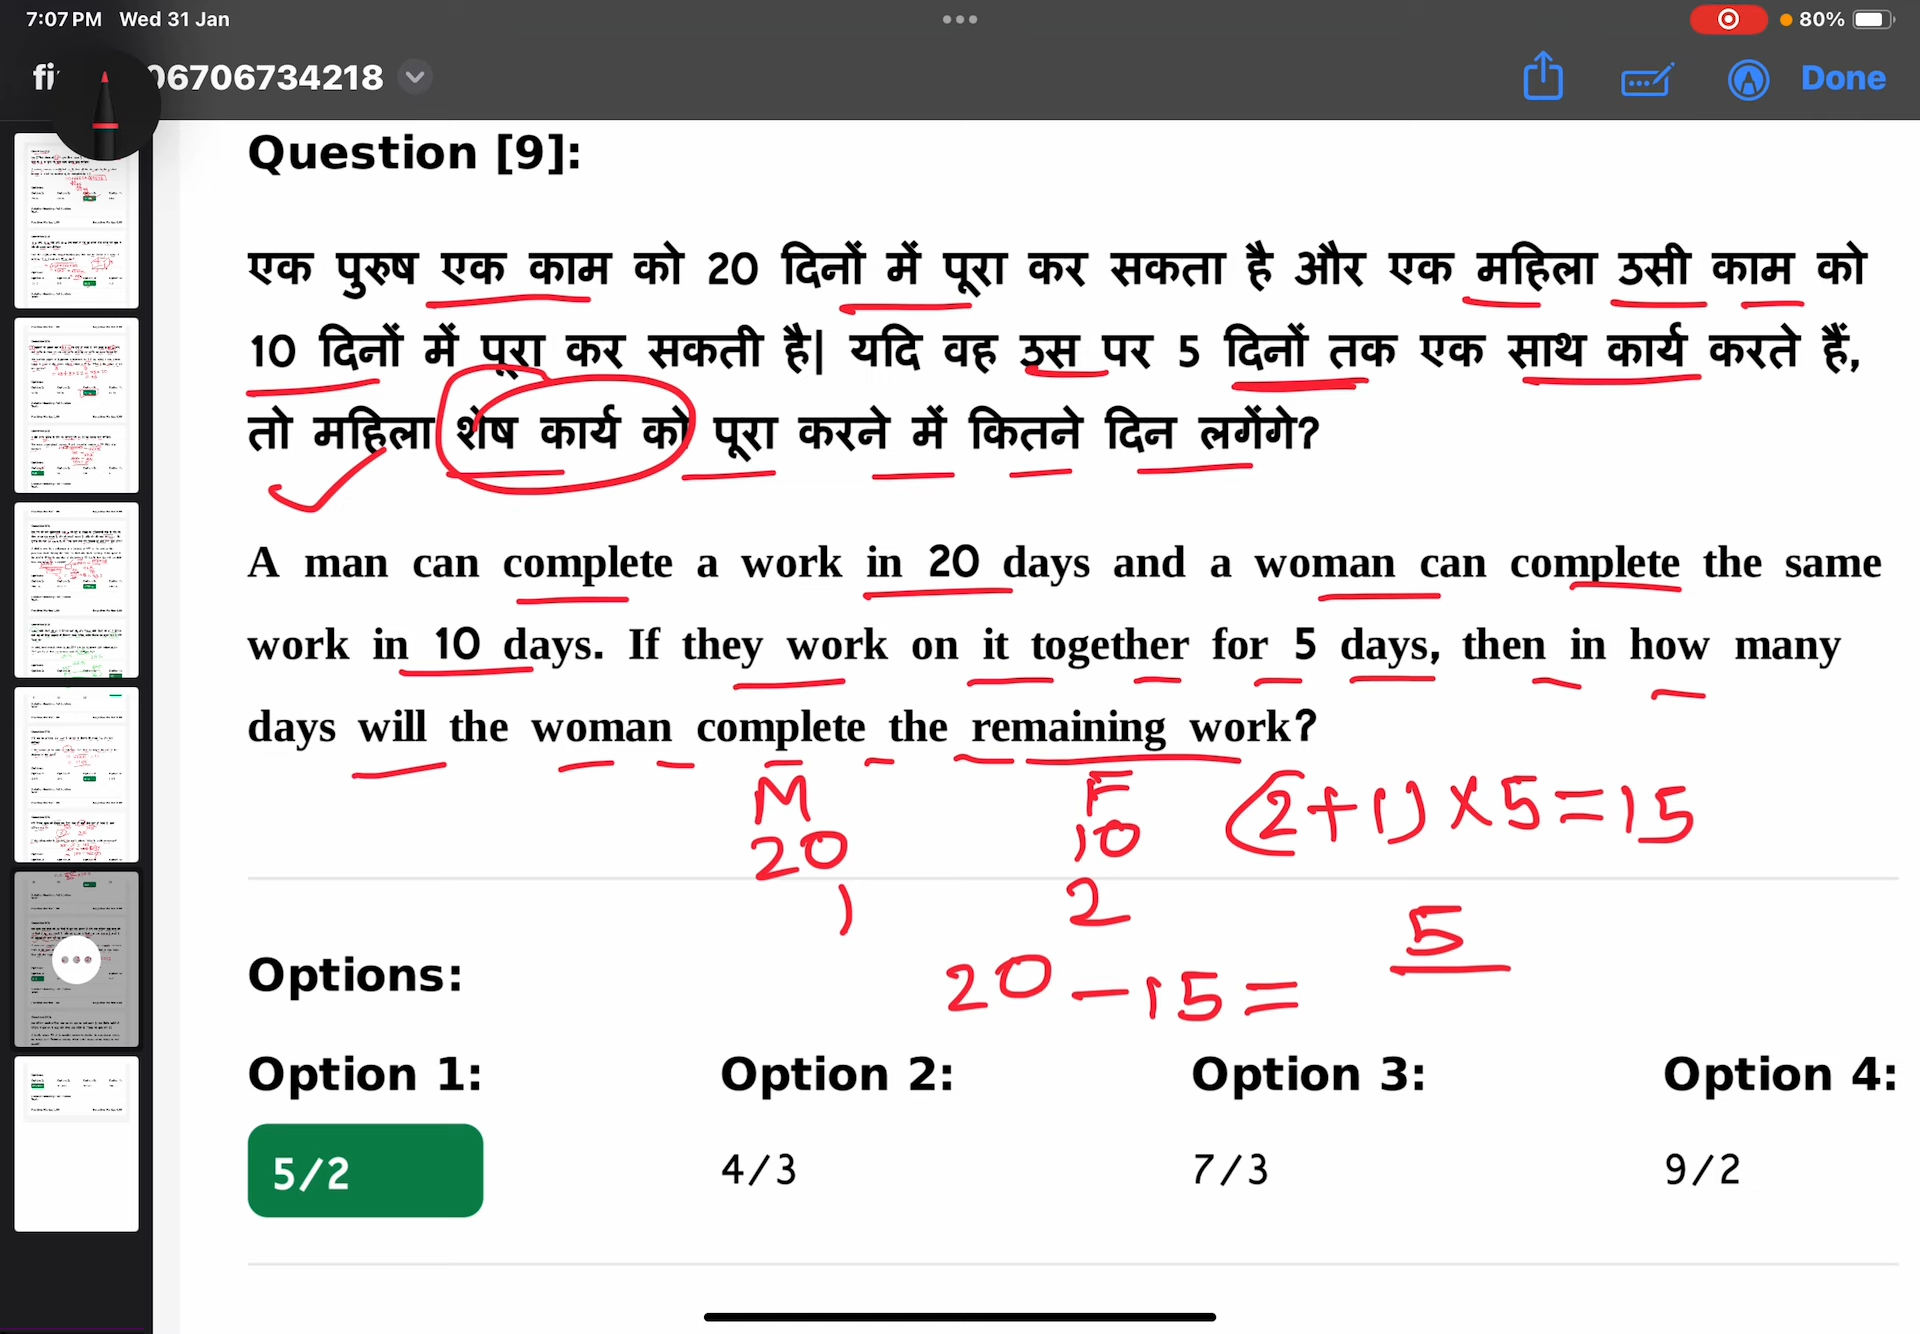 7:07 PM Wed 31 Jan
80%
06706734218
Done
Question [9]:
एक पुरुष एक काम को 20 दिनों में पूरा कर सकता है और एक महिला उसी काम को
10 दिनों में पूरा कर सकती है| यदि वह उस पर 5 दिनों तक एक साथ कार्य करते हैं,
तो महिला शेष कार्य को पूरा करने में कितने दिन लगेंगे?
A man can complete a work in 20 days and a woman can complete the same
work in 10 days. If they work on it together for 5 days, then in how many
days will the woman complete the remaining work?
M F (2+1)×5=15
20 10
1 2
5
20-15=
Options:
Option 1: Option 2: Option 3: Option 4:
5/2 4/3 7/3 9/2